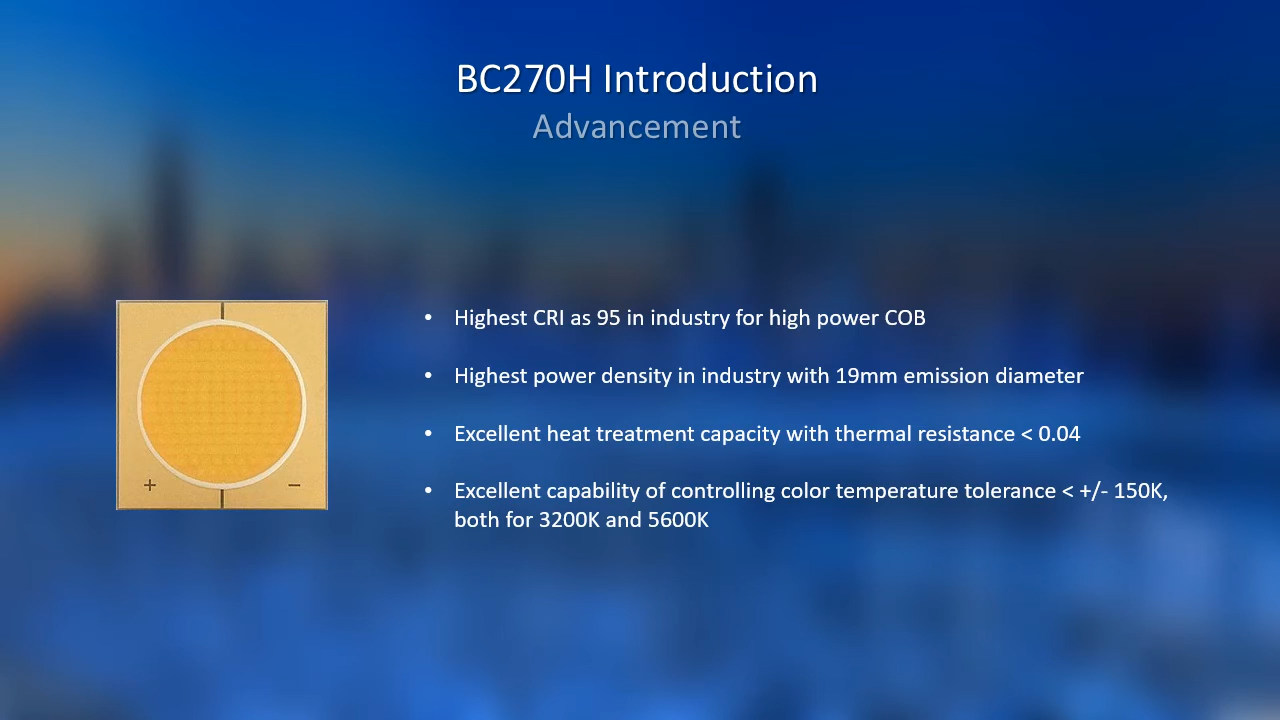 BC270H Introduction
Advancement
• Highest CRI as 95 in industry for high power COB
• Highest power density in industry with 19mm emission diameter
• Excellent heat treatment capacity with thermal resistance < 0.04
• Excellent capability of controlling color temperature tolerance < +/- 150K,
both for 3200K and 5600K
+ −